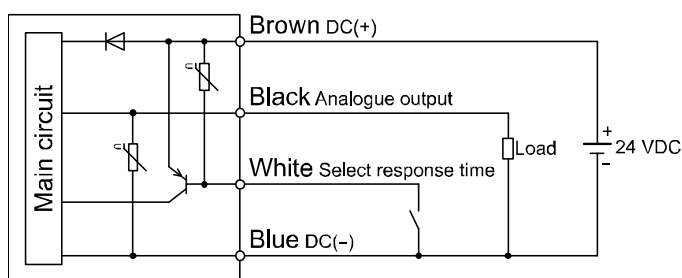 Brown DC(+)
Main circuit
U
Black Analogue output
U
Load
+
24 VDC
−
White Select response time
Blue DC(−)